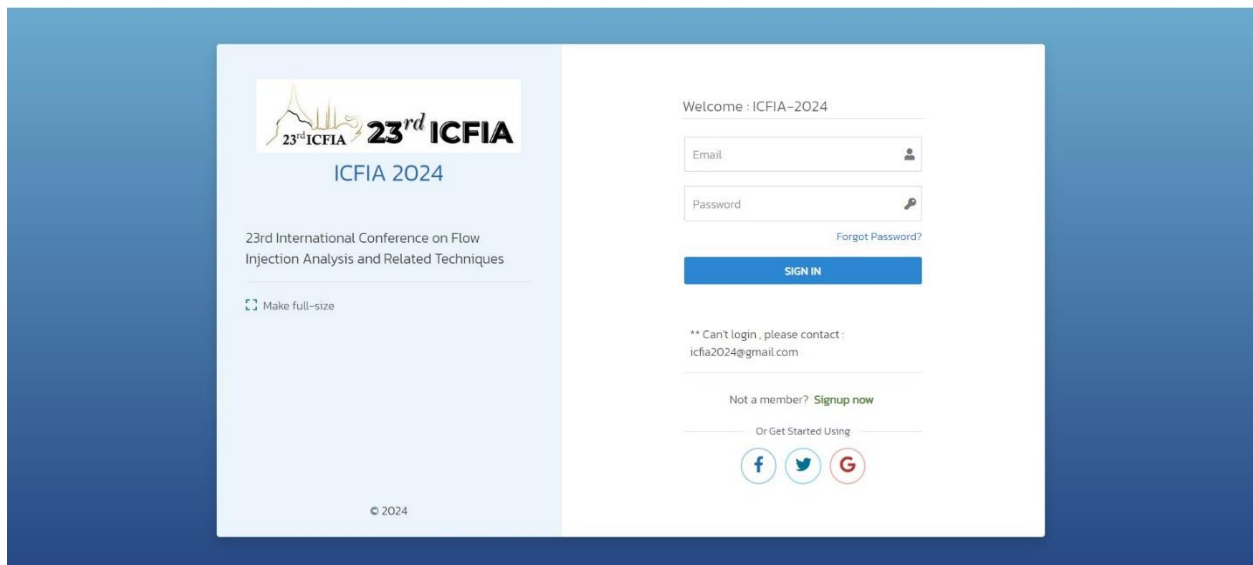 23rd ICFIA
23rd ICFIA
ICFIA 2024
23rd International Conference on Flow
Injection Analysis and Related Techniques
Make full-size
© 2024
Welcome : ICFIA-2024
Email
Password
Forgot Password?
SIGN IN
** Can't login , please contact :
icfia2024@gmail.com
Not a member? Signup now
Or Get Started Using
f
G